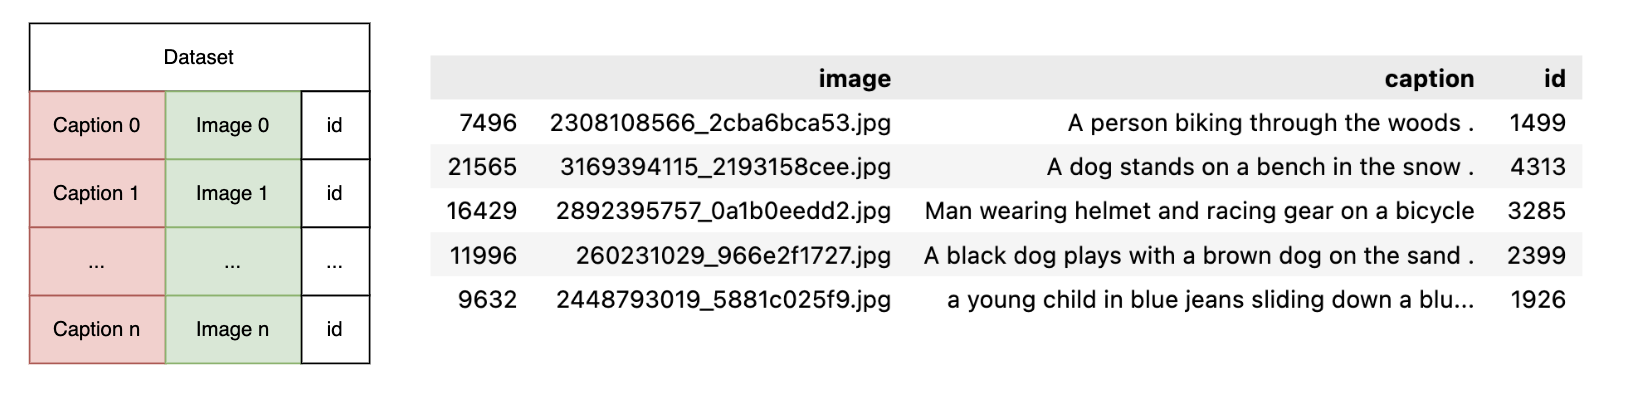 Dataset
Caption 0 Image 0 id
Caption 1 Image 1 id
... ... ...
Caption n Image n id
image caption id
7496 2308108566_2cba6bca53.jpg A person biking through the woods . 1499
21565 3169394115_2193158cee.jpg A dog stands on a bench in the snow . 4313
16429 2892395757_0a1b0eedd2.jpg Man wearing helmet and racing gear on a bicycle 3285
11996 260231029_966e2f1727.jpg A black dog plays with a brown dog on the sand . 2399
9632 2448793019_5881c025f9.jpg a young child in blue jeans sliding down a blu... 1926